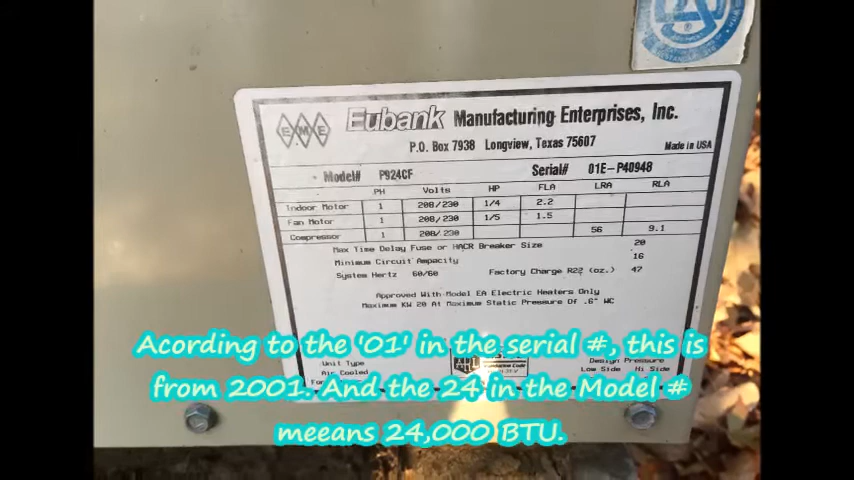 EME Eubank Manufacturing Enterprises, Inc.
P.O. Box 7938 Longview, Texas 75607
Made in USA
Model# P924CF Serial# 01E-P40948
PH Volts HP FLA LRA RLA
Indoor Motor 1 208/230 1/4 2.2
Fan Motor 1 208/230 1/5 1.5
Compressor 1 208/230 56 9.1
Max Time Delay Fuse or HACR Breaker Size 20
Minimum Circuit Ampacity 16
System Hertz 60/60 Factory Charge R22 (oz.) 47
Approved With Model EA Electric Heaters Only
Maximum KW 20 At Maximum Static Pressure Of .6" WC
Acording to the '01' in the serial #, this is
from 2001. And the 24 in the Model #
meeans 24,000 BTU.
Unit Type
Air Cooled
Design Pressure
Low Side Hi Side